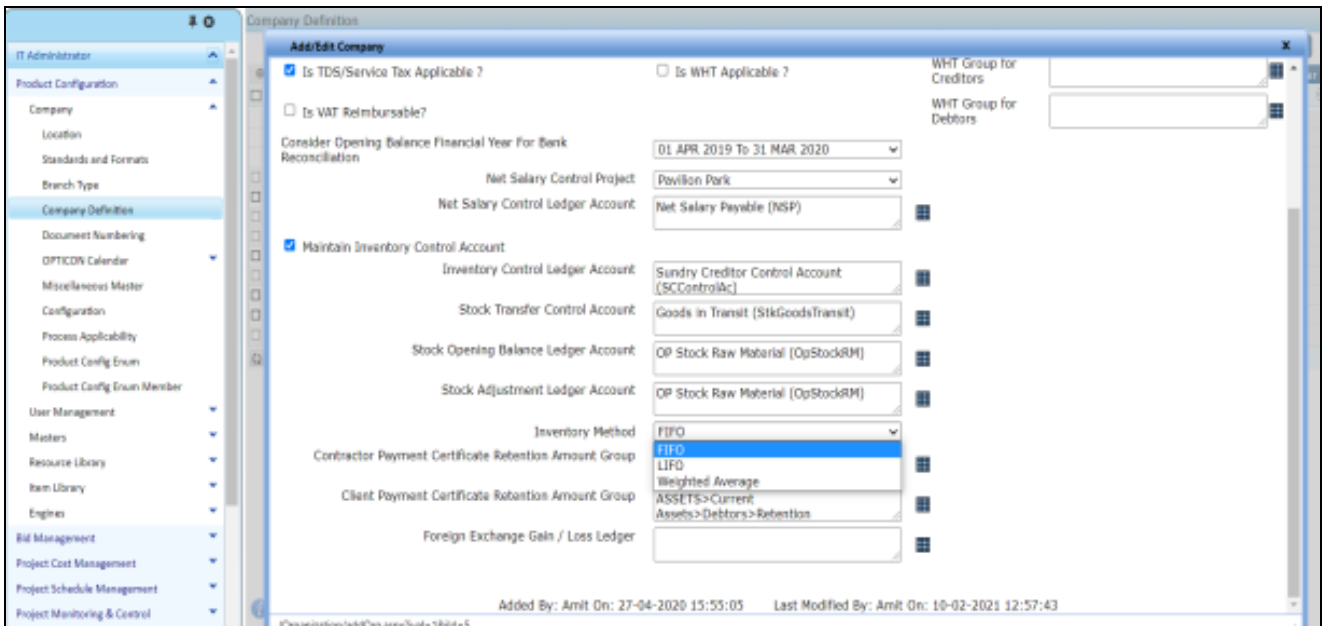 Company Definition
IT Administrator
Product Configuration
Company
Location
Standards and Formats
Branch Type
Company Definition
Document Numbering
OPTICON Calendar
Miscellaneous Master
Configuration
Process Applicability
Product Config Enum
Product Config Enum Member
User Management
Masters
Resource Library
Item Library
Engines
Bid Management
Project Cost Management
Project Schedule Management
Project Monitoring & Control
Add/Edit Company
X
Is TDS/Service Tax Applicable ?
Is WHT Applicable ?
WHT Group for
Creditors
Is VAT Reimbursable?
WHT Group for
Debtors
Consider Opening Balance Financial Year For Bank
Reconciliation
01 APR 2019 To 31 MAR 2020
Net Salary Control Project
Pavilion Park
Net Salary Control Ledger Account
Net Salary Payable (NSP)
Maintain Inventory Control Account
Inventory Control Ledger Account
Sundry Creditor Control Account
(SCControlAc)
Stock Transfer Control Account
Goods in Transit (StkGoodsTransit)
Stock Opening Balance Ledger Account
OP Stock Raw Material (OpStockRM)
Stock Adjustment Ledger Account
OP Stock Raw Material (OpStockRM)
Inventory Method
FIFO
FIFO
LIFO
Weighted Average
Contractor Payment Certificate Retention Amount Group
Client Payment Certificate Retention Amount Group
ASSETS>Current
Assets>Debtors>Retention
Foreign Exchange Gain / Loss Ledger
Added By: Amit On: 27-04-2020 15:55:05
Last Modified By: Amit On: 10-02-2021 12:57:43